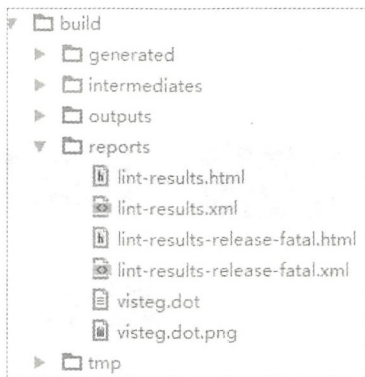 build
generated
intermediates
outputs
reports
lint-results.html
lint-results.xml
lint-results-release-fatal.html
lint-results-release-fatal.xml
visteg.dot
visteg.dot.png
tmp